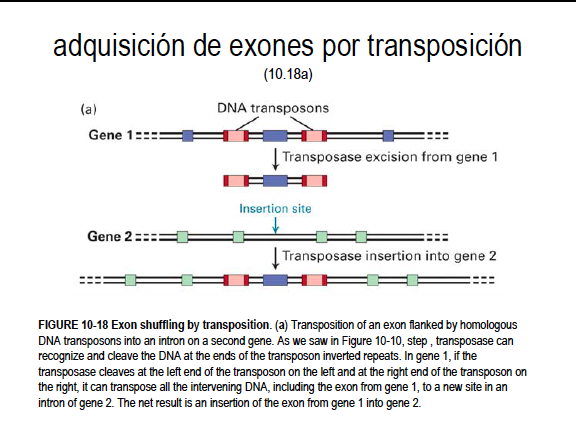 adquisición de exones por transposición
(10.18a)
(a)
DNA transposons
Gene 1
Transposase excision from gene 1
Insertion site
Gene 2
Transposase insertion into gene 2
FIGURE 10-18 Exon shuffling by transposition. (a) Transposition of an exon flanked by homologous
DNA transposons into an intron on a second gene. As we saw in Figure 10-10, step , transposase can
recognize and cleave the DNA at the ends of the transposon inverted repeats. In gene 1, if the
transposase cleaves at the left end of the transposon on the left and at the right end of the transposon on
the right, it can transpose all the intervening DNA, including the exon from gene 1, to a new site in an
intron of gene 2. The net result is an insertion of the exon from gene 1 into gene 2.